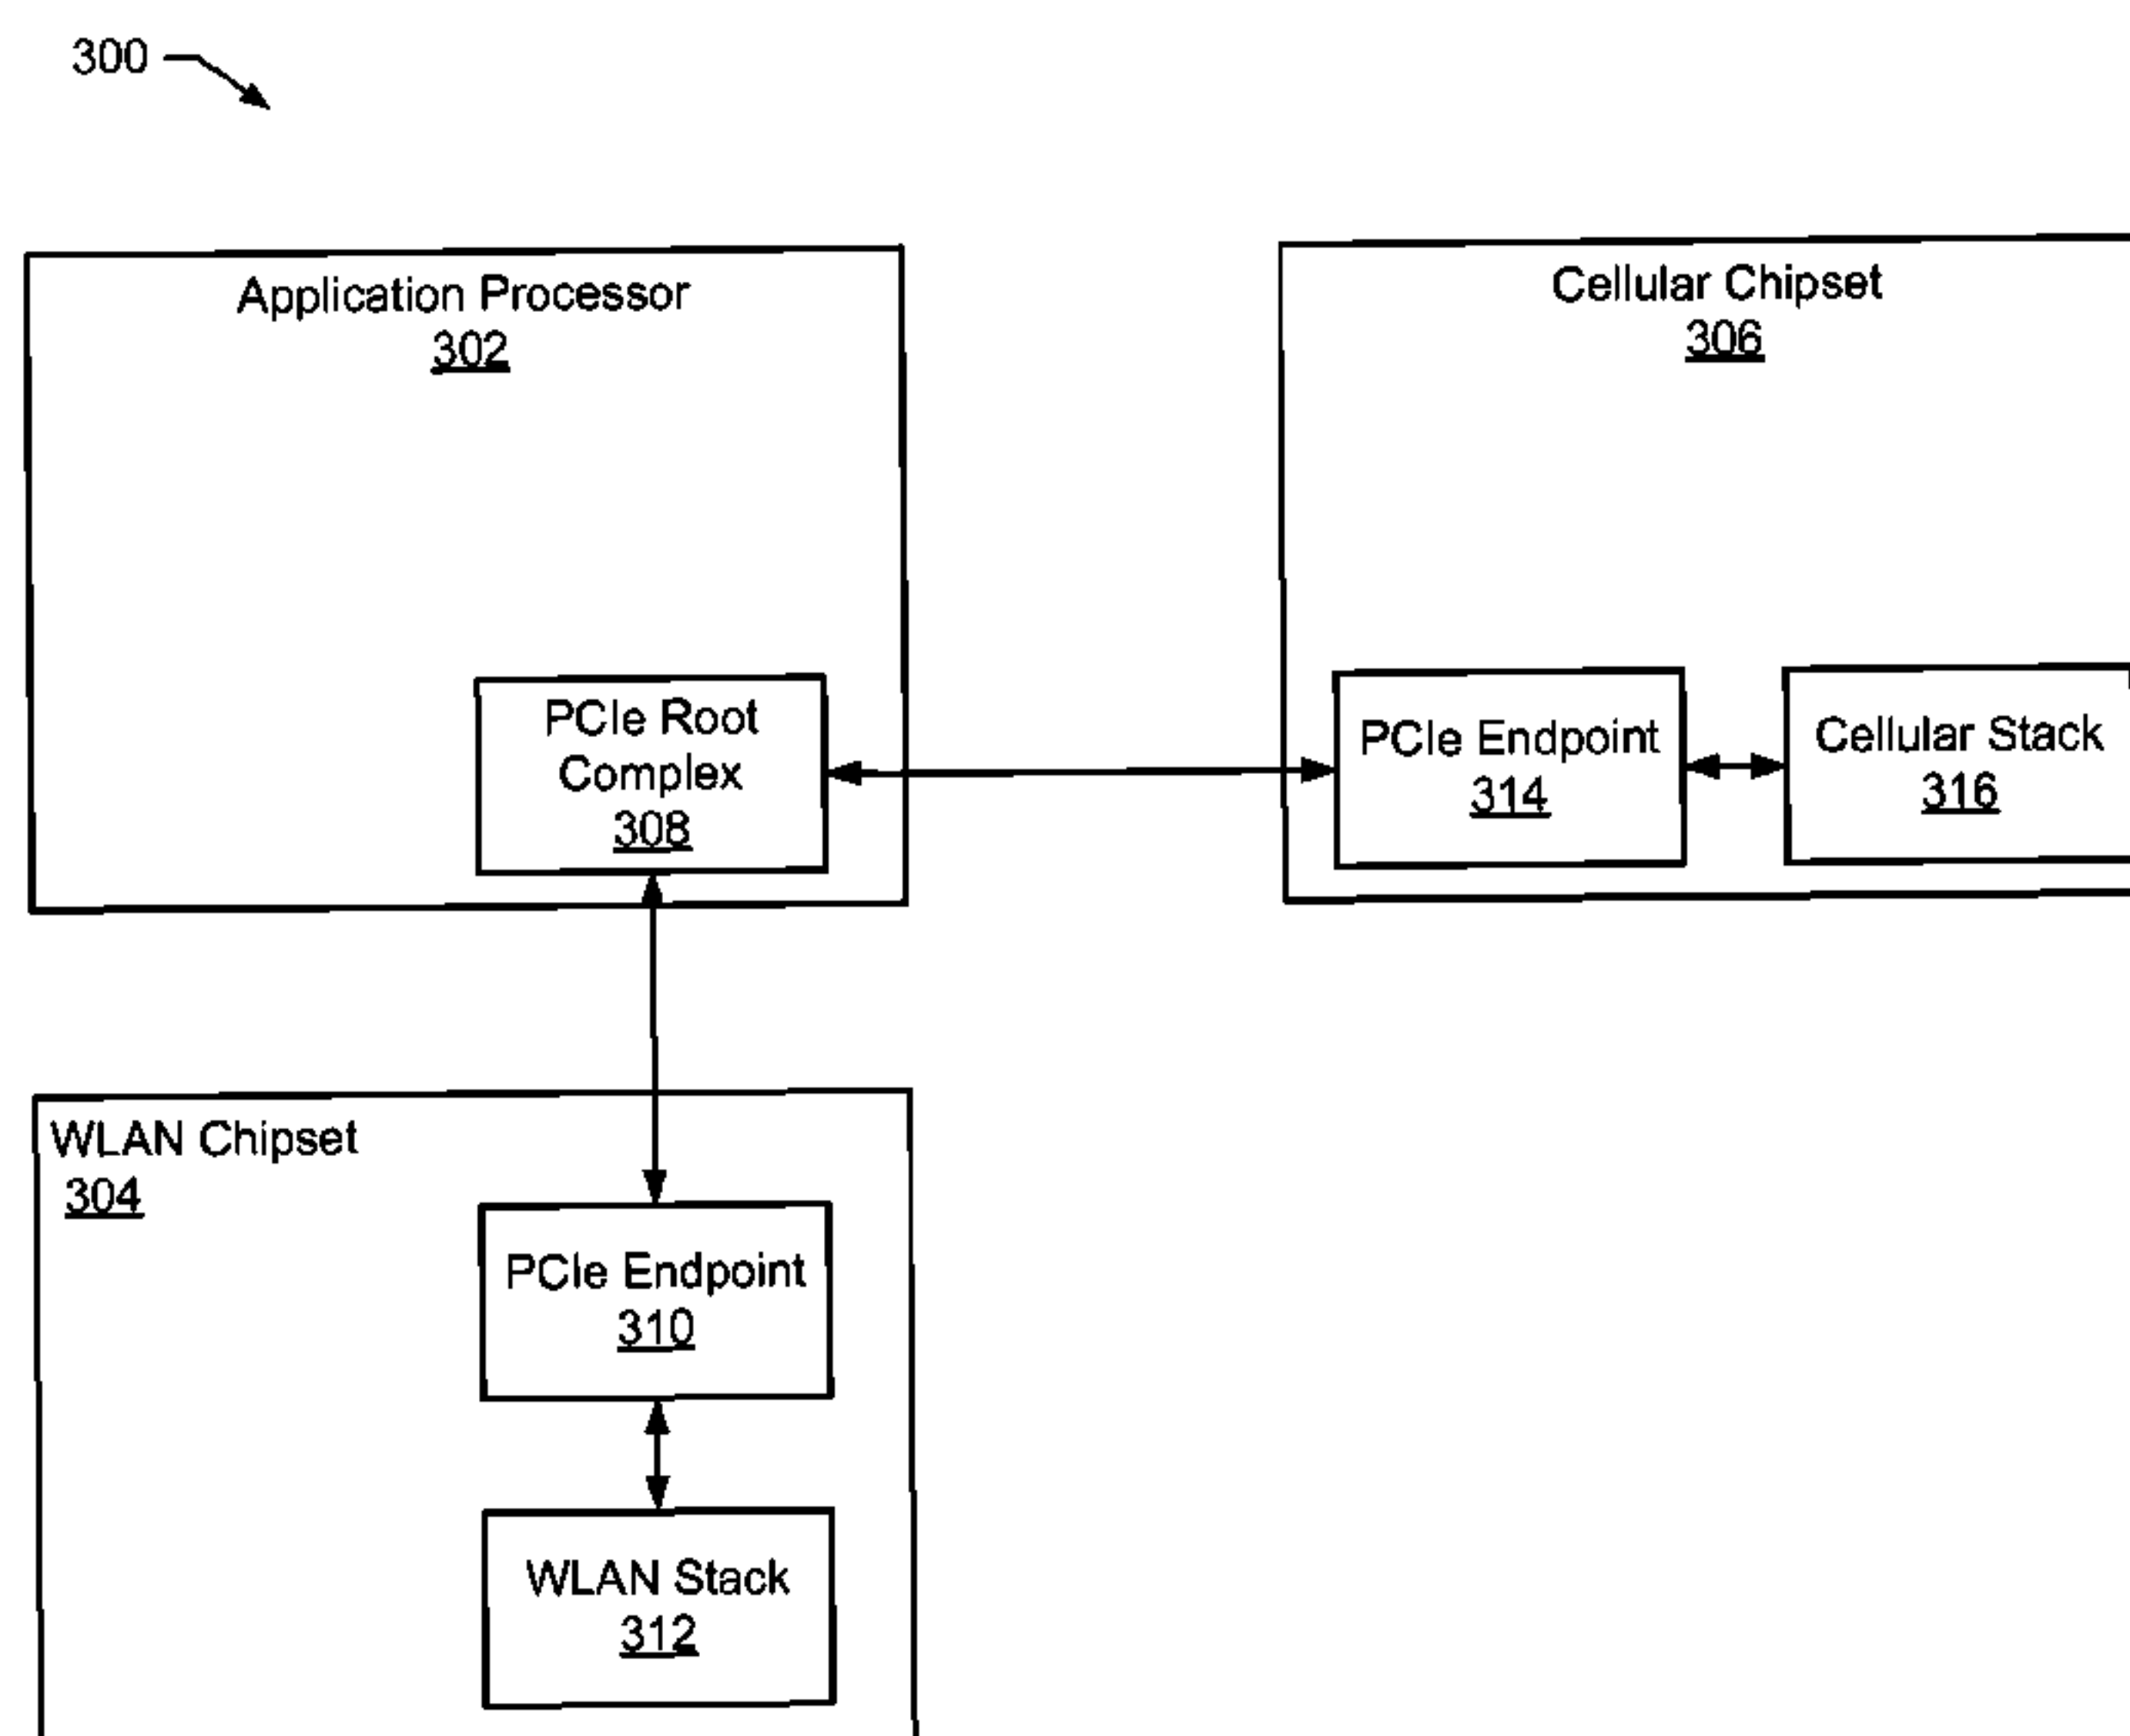 300
Application Processor
302
Cellular Chipset
306
PCIe Root
Complex
308
PCIe Endpoint
314
Cellular Stack
316
WLAN Chipset
304
PCIe Endpoint
310
WLAN Stack
312